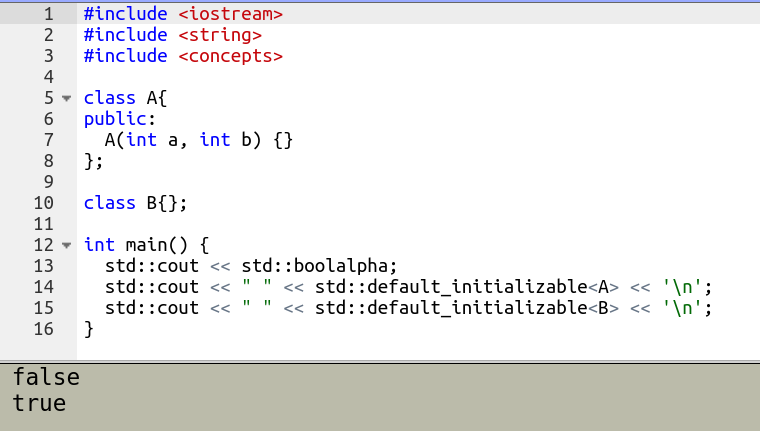 1 #include <iostream>
2 #include <string>
3 #include <concepts>
4
5 class A{
6 public:
7   A(int a, int b) {}
8 };
9
10 class B{};
11
12 int main() {
13   std::cout << std::boolalpha;
14   std::cout << " " << std::default_initializable<A> << '\n';
15   std::cout << " " << std::default_initializable<B> << '\n';
16 }
false
true